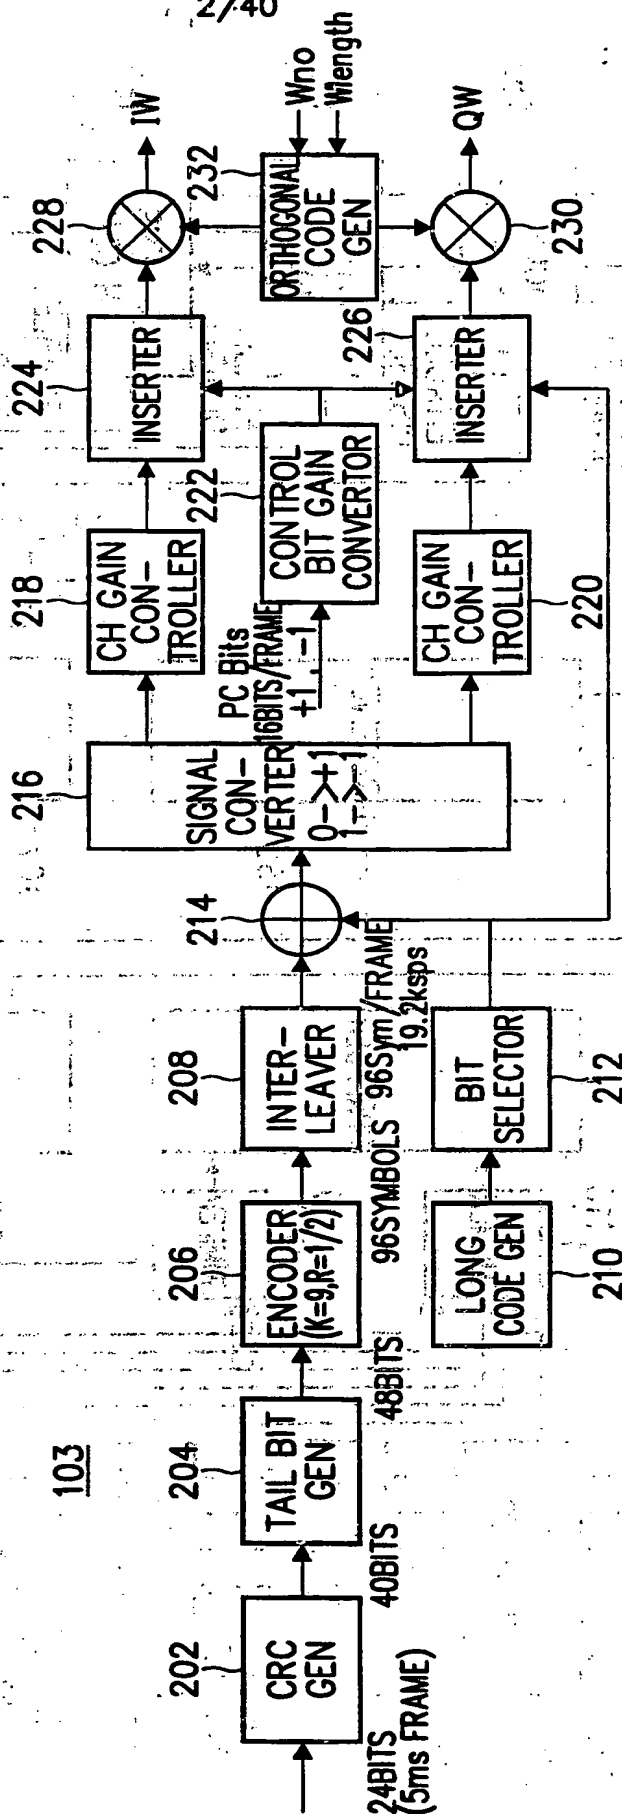 2/40
103
24BITS
(5ms FRAME)
202
CRC
GEN
40BITS
204
TAIL BIT
GEN
48BITS
206
ENCODER
(K=9,R=1/2)
96SYMBOLS
208
INTER-
LEAVER
96Sym/FRAME
19.2ksps
210
LONG
CODE GEN
212
BIT
SELECTOR
214
216
SIGNAL
CON-
VERTER
0->+1
1->-1
218
CH GAIN
CON-
TROLLER
PC Bits
16BITS/FRAME
+1, -1
222
CONTROL
BIT GAIN
CONVERTOR
220
CH GAIN
CON-
TROLLER
224
INSERTER
226
INSERTER
228
IW
232
ORTHOGONAL
CODE
GEN
Wno
Wlength
230
QW